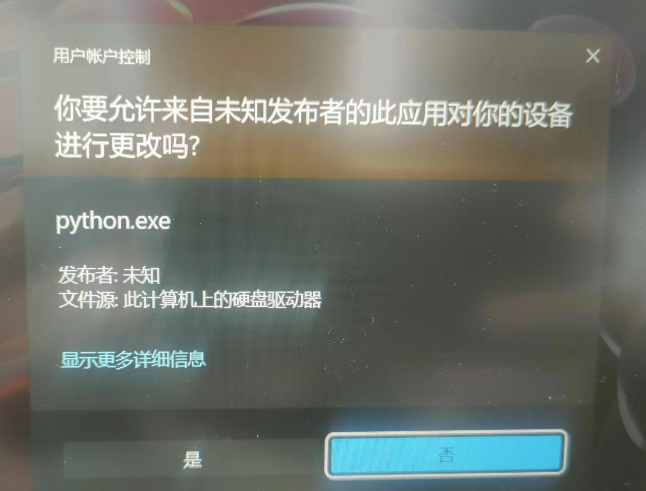 用户帐户控制
你要允许来自未知发布者的此应用对你的设备
进行更改吗?
python.exe
发布者: 未知
文件源: 此计算机上的硬盘驱动器
显示更多详细信息
是
否